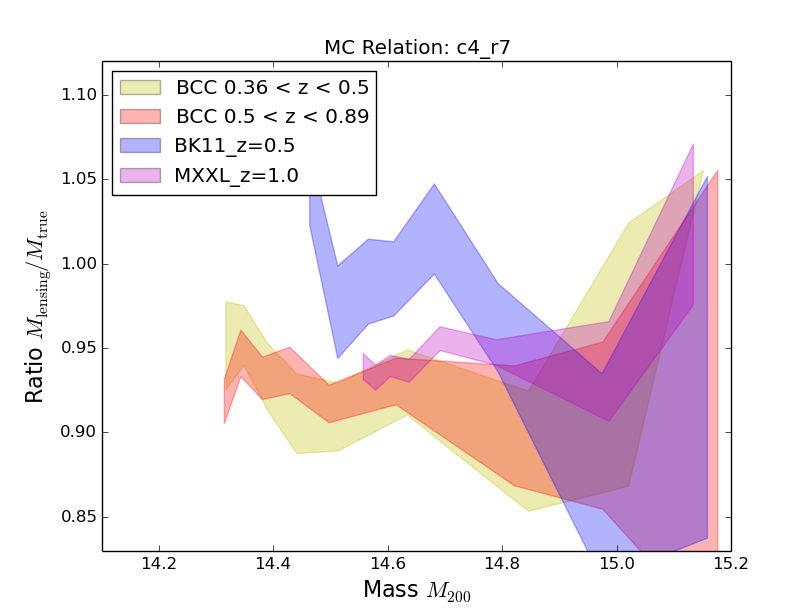 MC Relation: c4_r7
BCC 0.36 < z < 0.5
BCC 0.5 < z < 0.89
BK11_z=0.5
MXXL_z=1.0
1.10
1.05
1.00
0.95
0.90
0.85
Ratio M_lensing/M_true
14.2 14.4 14.6 14.8 15.0 15.2
Mass M_200